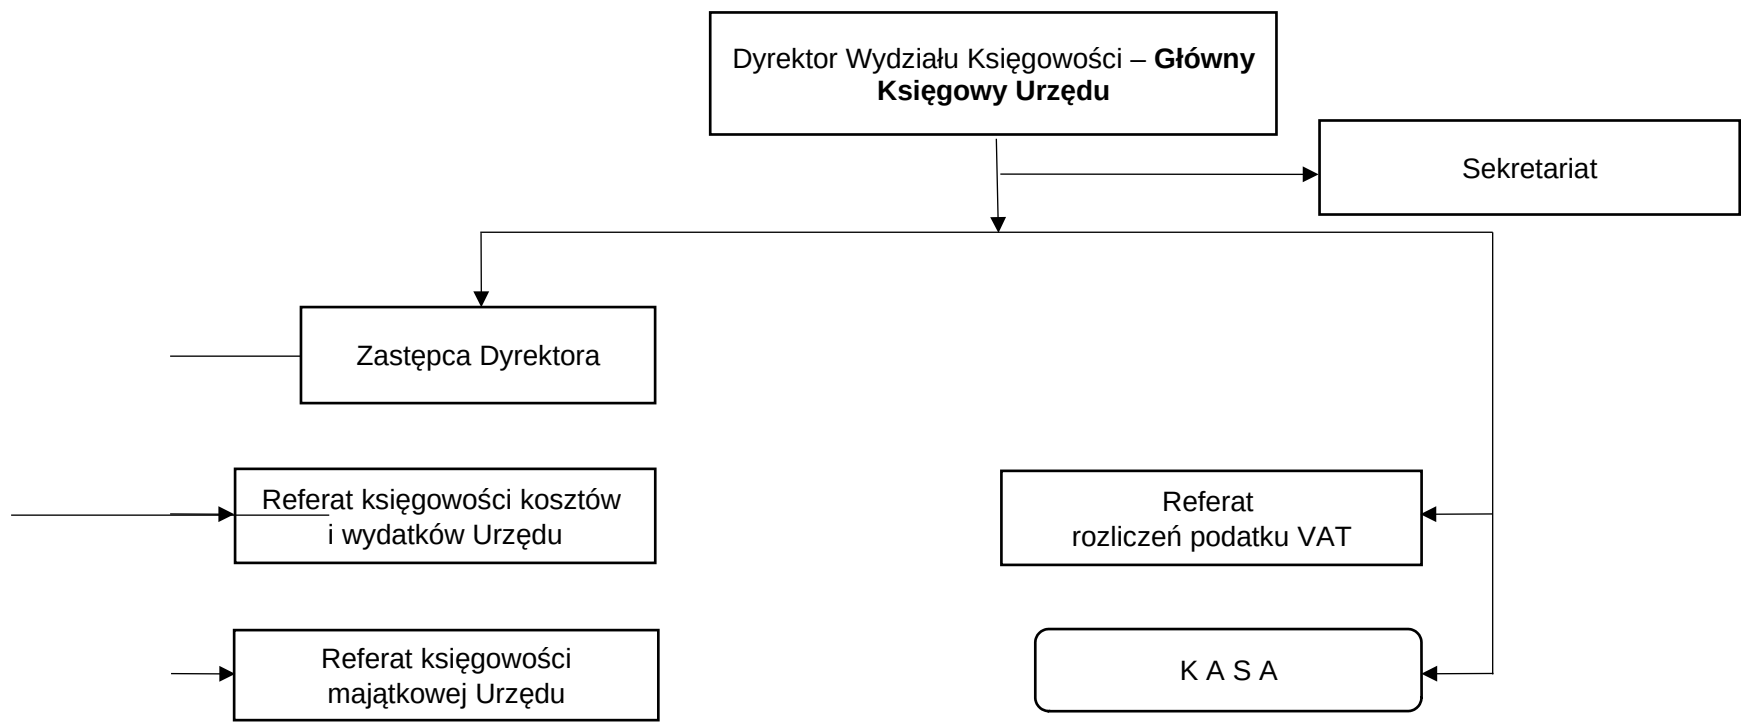 Dyrektor Wydziału Księgowości – Główny
Księgowy Urzędu
Sekretariat
Zastępca Dyrektora
Referat księgowości kosztów
i wydatków Urzędu
Referat
rozliczeń podatku VAT
Referat księgowości
majątkowej Urzędu
K A S A